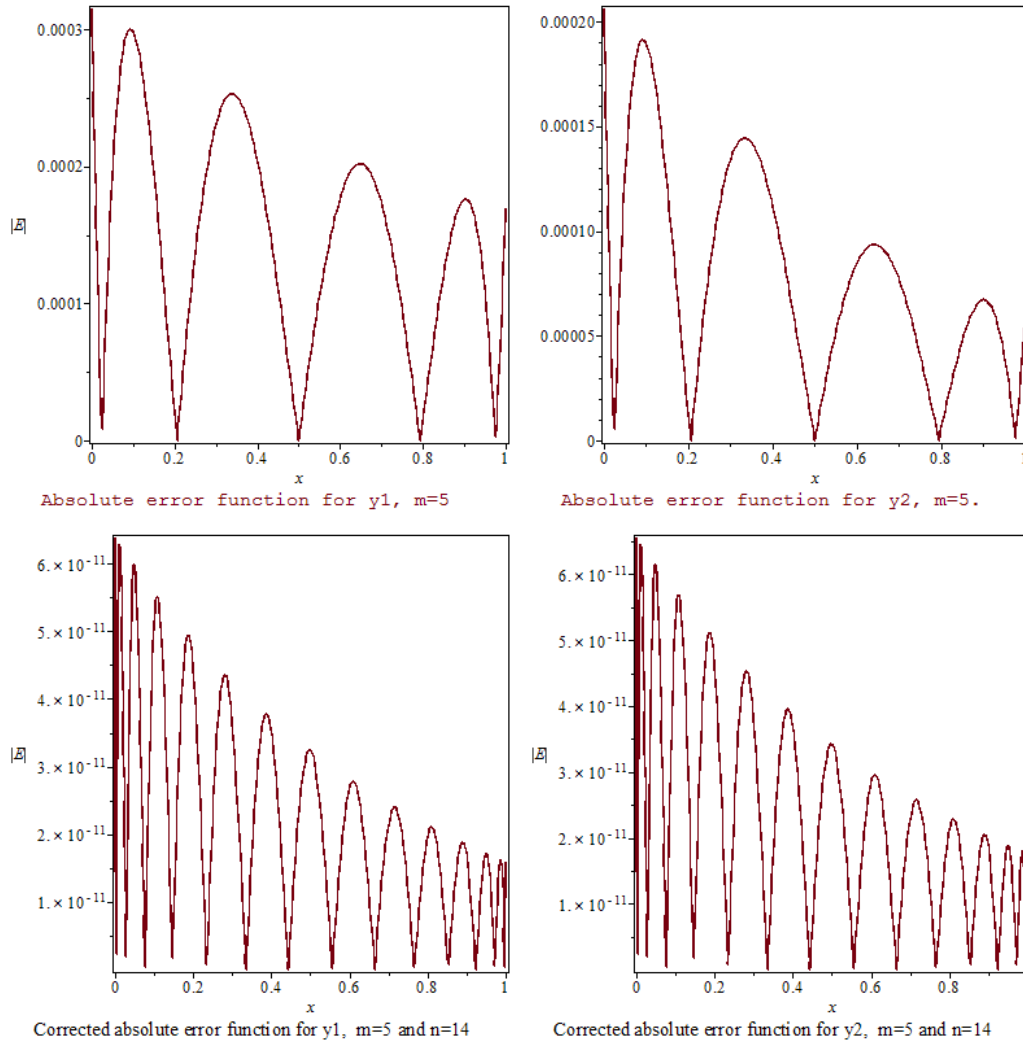 0.0003
0.0002
|E|
0.0001
0
0 0.2 0.4 0.6 0.8 1
x
Absolute error function for y1, m=5
0.00020
0.00015
0.00010
0.00005
0
0 0.2 0.4 0.6 0.8 1
x
Absolute error function for y2, m=5.
6. × 10⁻¹¹
5. × 10⁻¹¹
4. × 10⁻¹¹
|E|
3. × 10⁻¹¹
2. × 10⁻¹¹
1. × 10⁻¹¹
0 0.2 0.4 0.6 0.8 1
x
Corrected absolute error function for y1, m=5 and n=14
6. × 10⁻¹¹
5. × 10⁻¹¹
4. × 10⁻¹¹
|E|
3. × 10⁻¹¹
2. × 10⁻¹¹
1. × 10⁻¹¹
0 0.2 0.4 0.6 0.8
x
Corrected absolute error function for y2, m=5 and n=14